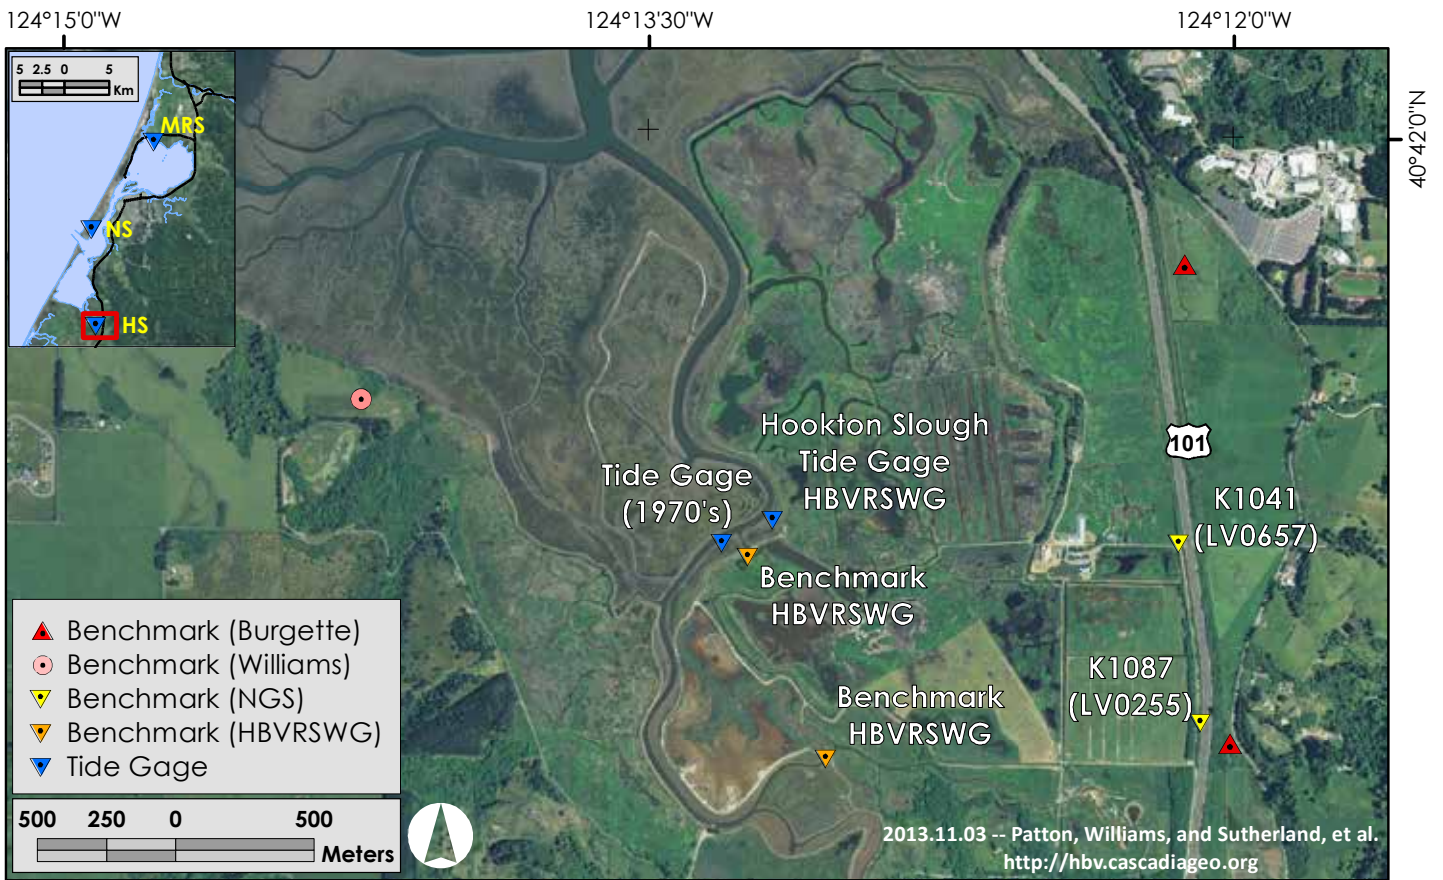 124°15'0"W
124°13'30"W
124°12'0"W
40°42'0"N
5 2.5 0 5
Km
MRS
NS
HS
101
Hookton Slough
Tide Gage
HBVRSWG
Tide Gage
(1970's)
K1041
(LV0657)
Benchmark
HBVRSWG
K1087
(LV0255)
Benchmark
HBVRSWG
Benchmark (Burgette)
Benchmark (Williams)
Benchmark (NGS)
Benchmark (HBVRSWG)
Tide Gage
500 250 0 500
Meters
2013.11.03 -- Patton, Williams, and Sutherland, et al.
http://hbv.cascadiageo.org